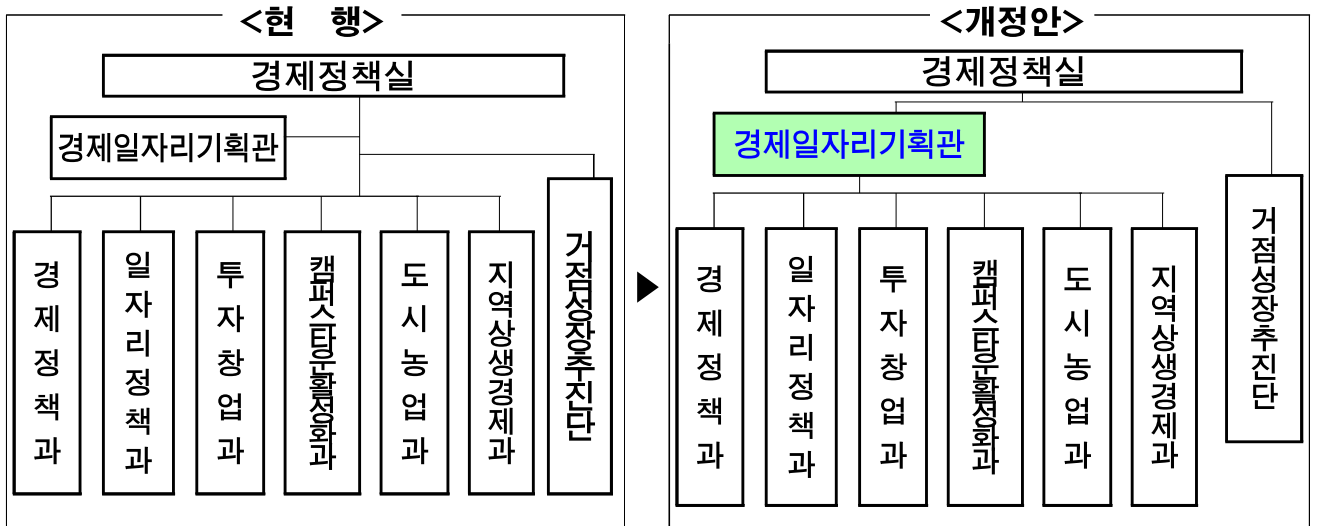 <현 행>
경제정책실
경제일자리기획관
경제정책과
일자리정책과
투자창업과
캠퍼스타운활성화과
도시농업과
지역상생경제과
거점성장추진단
▶
<개정안>
경제정책실
경제일자리기획관
경제정책과
일자리정책과
투자창업과
캠퍼스타운활성화과
도시농업과
지역상생경제과
거점성장추진단